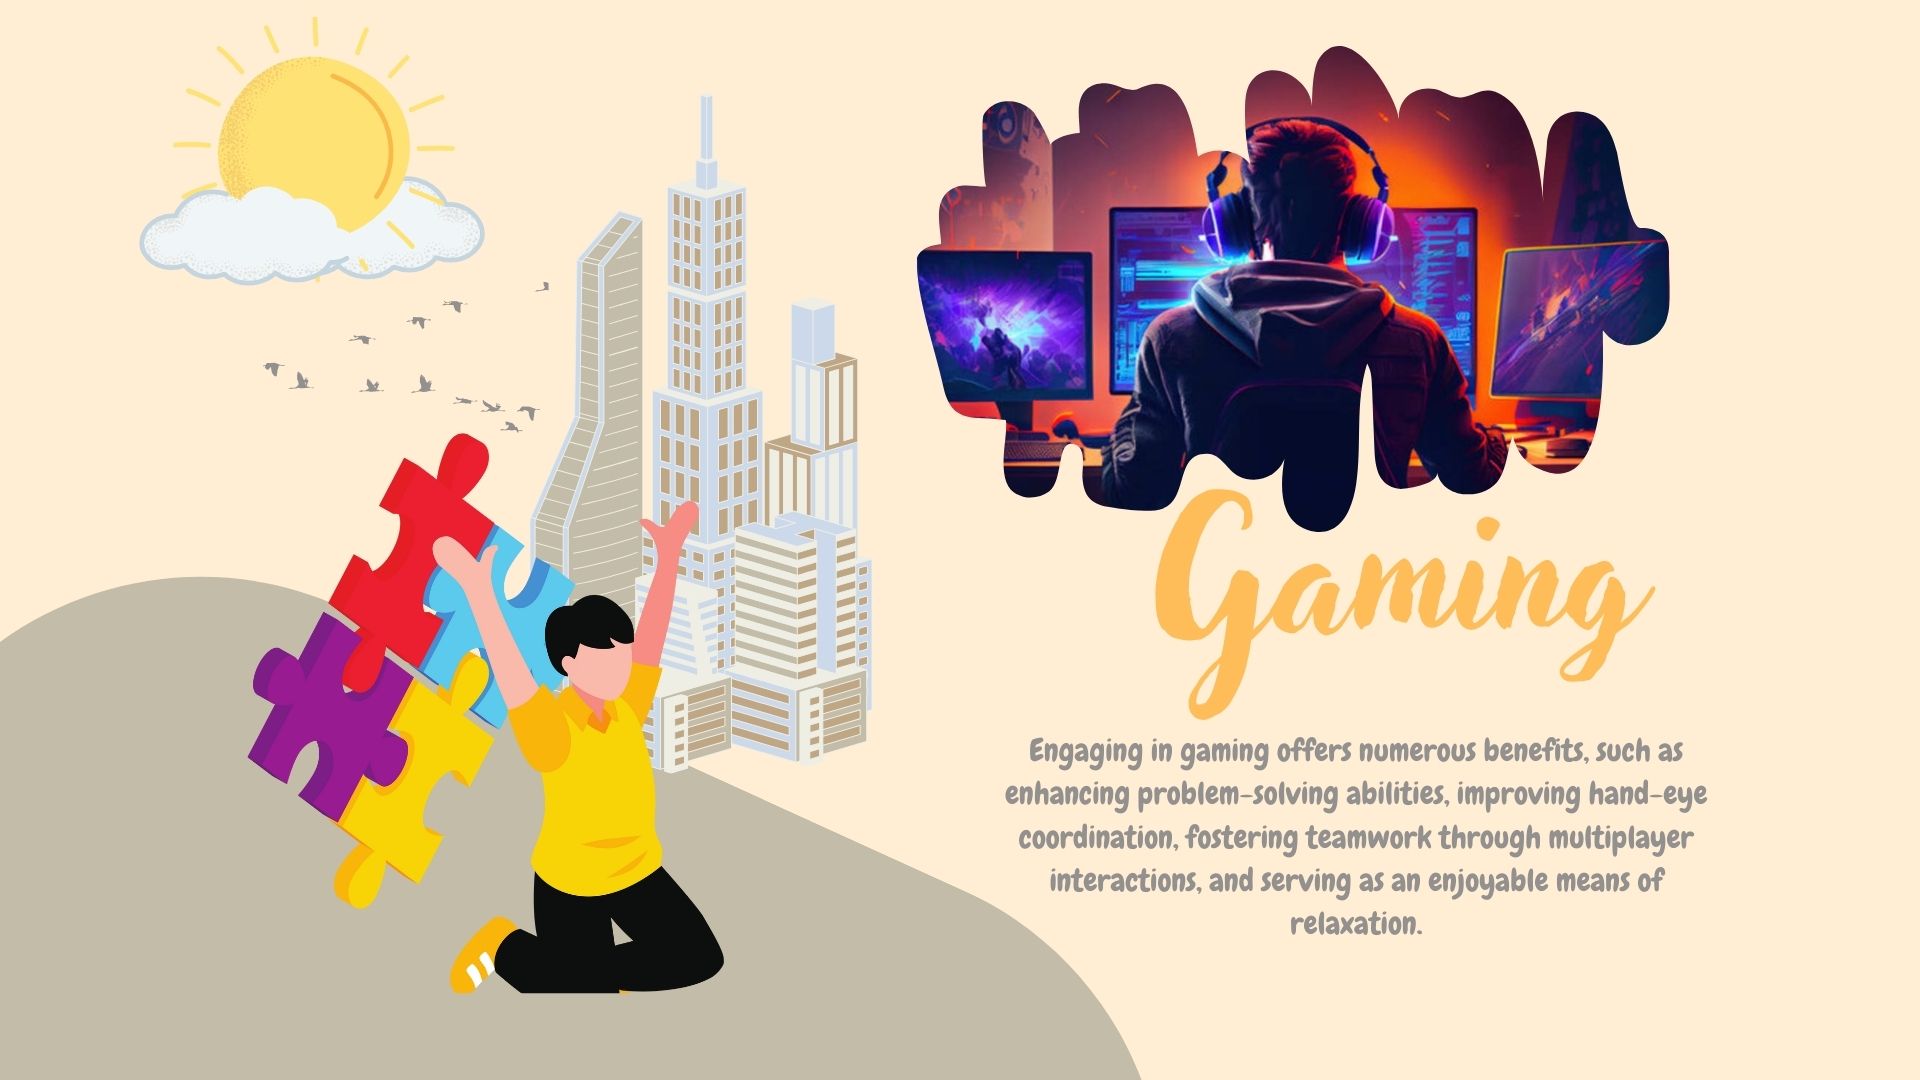 Gaming
Engaging in gaming offers numerous benefits, such as
enhancing problem-solving abilities, improving hand-eye
coordination, fostering teamwork through multiplayer
interactions, and serving as an enjoyable means of
relaxation.